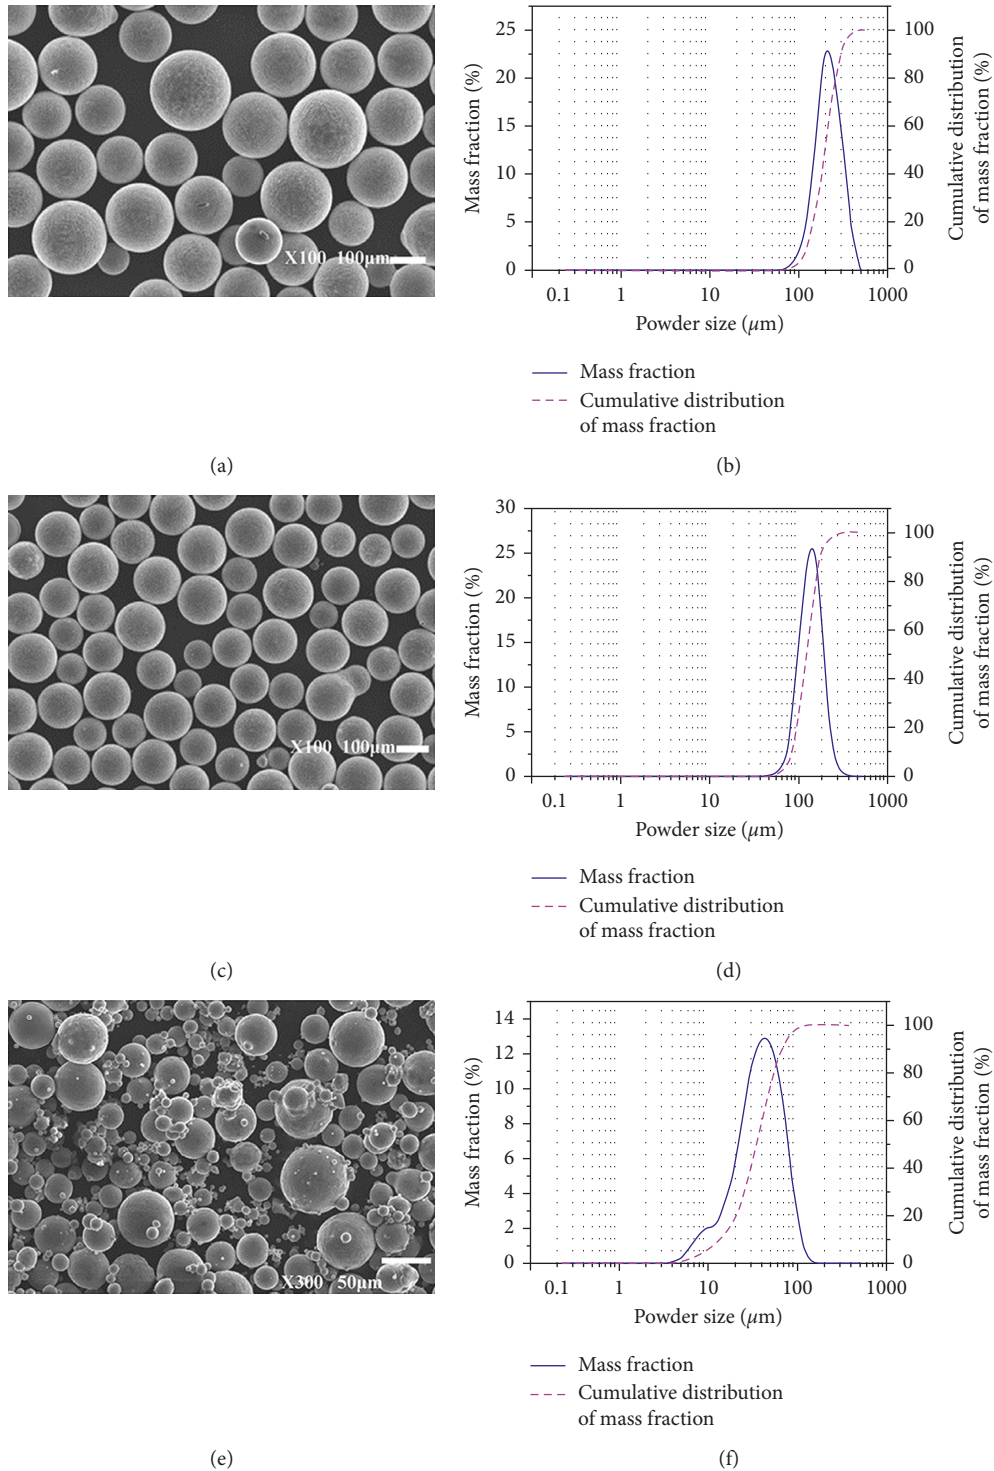 X100 100μm
25
20
15
10
5
0
Mass fraction (%)
100
80
60
40
20
0
Cumulative distribution
of mass fraction (%)
0.1 1 10 100 1000
Powder size (μm)
Mass fraction
Cumulative distribution
of mass fraction
(a)
(b)
X100 100μm
30
25
20
15
10
5
0
Mass fraction (%)
100
80
60
40
20
0
Cumulative distribution
of mass fraction (%)
0.1 1 10 100 1000
Powder size (μm)
Mass fraction
Cumulative distribution
of mass fraction
(c)
(d)
X300 50μm
14
12
10
8
6
4
2
0
Mass fraction (%)
100
80
60
40
20
0
Cumulative distribution
of mass fraction (%)
0.1 1 10 100 1000
Powder size (μm)
Mass fraction
Cumulative distribution
of mass fraction
(e)
(f)